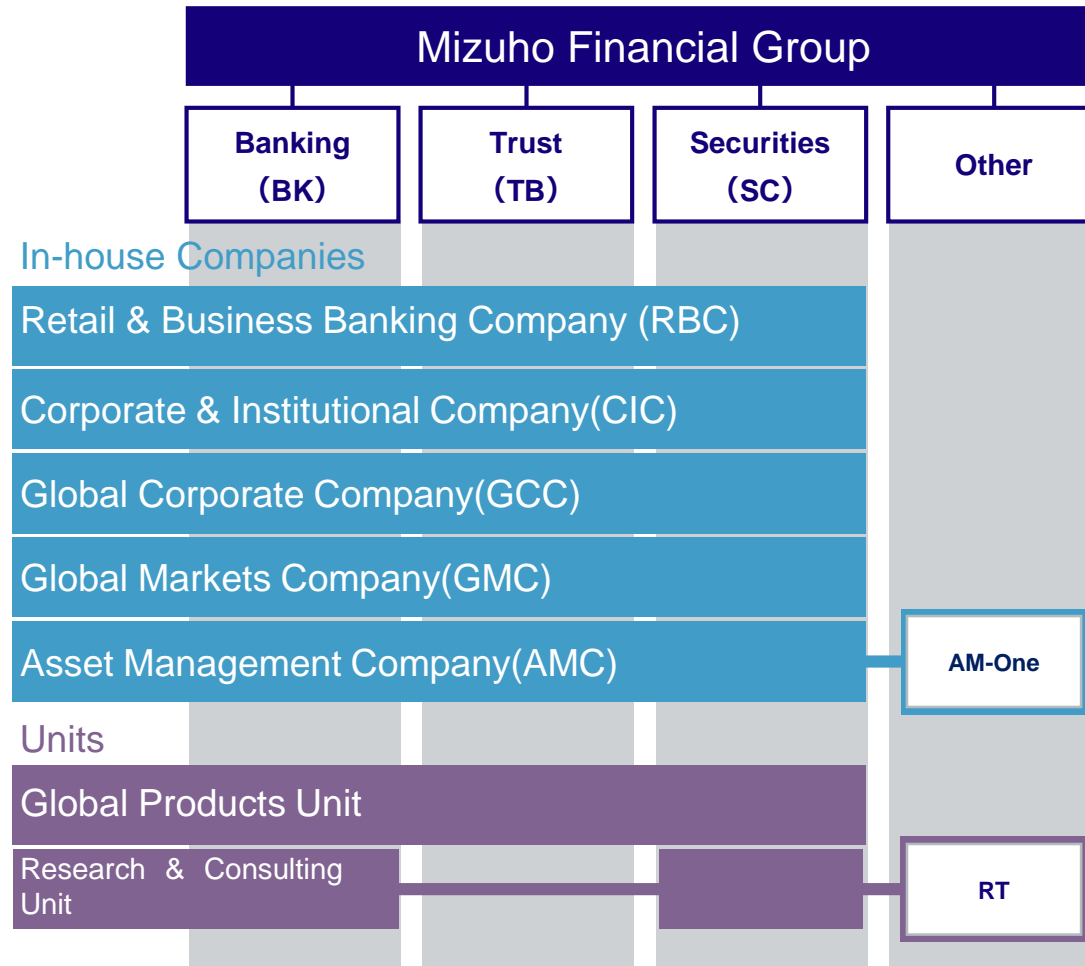 Mizuho Financial Group
Banking
（BK）
Trust
（TB）
Securities
（SC）
Other
In-house Companies
Retail & Business Banking Company (RBC)
Corporate & Institutional Company(CIC)
Global Corporate Company(GCC)
Global Markets Company(GMC)
Asset Management Company(AMC)
AM-One
Units
Global Products Unit
Research & Consulting
Unit
RT